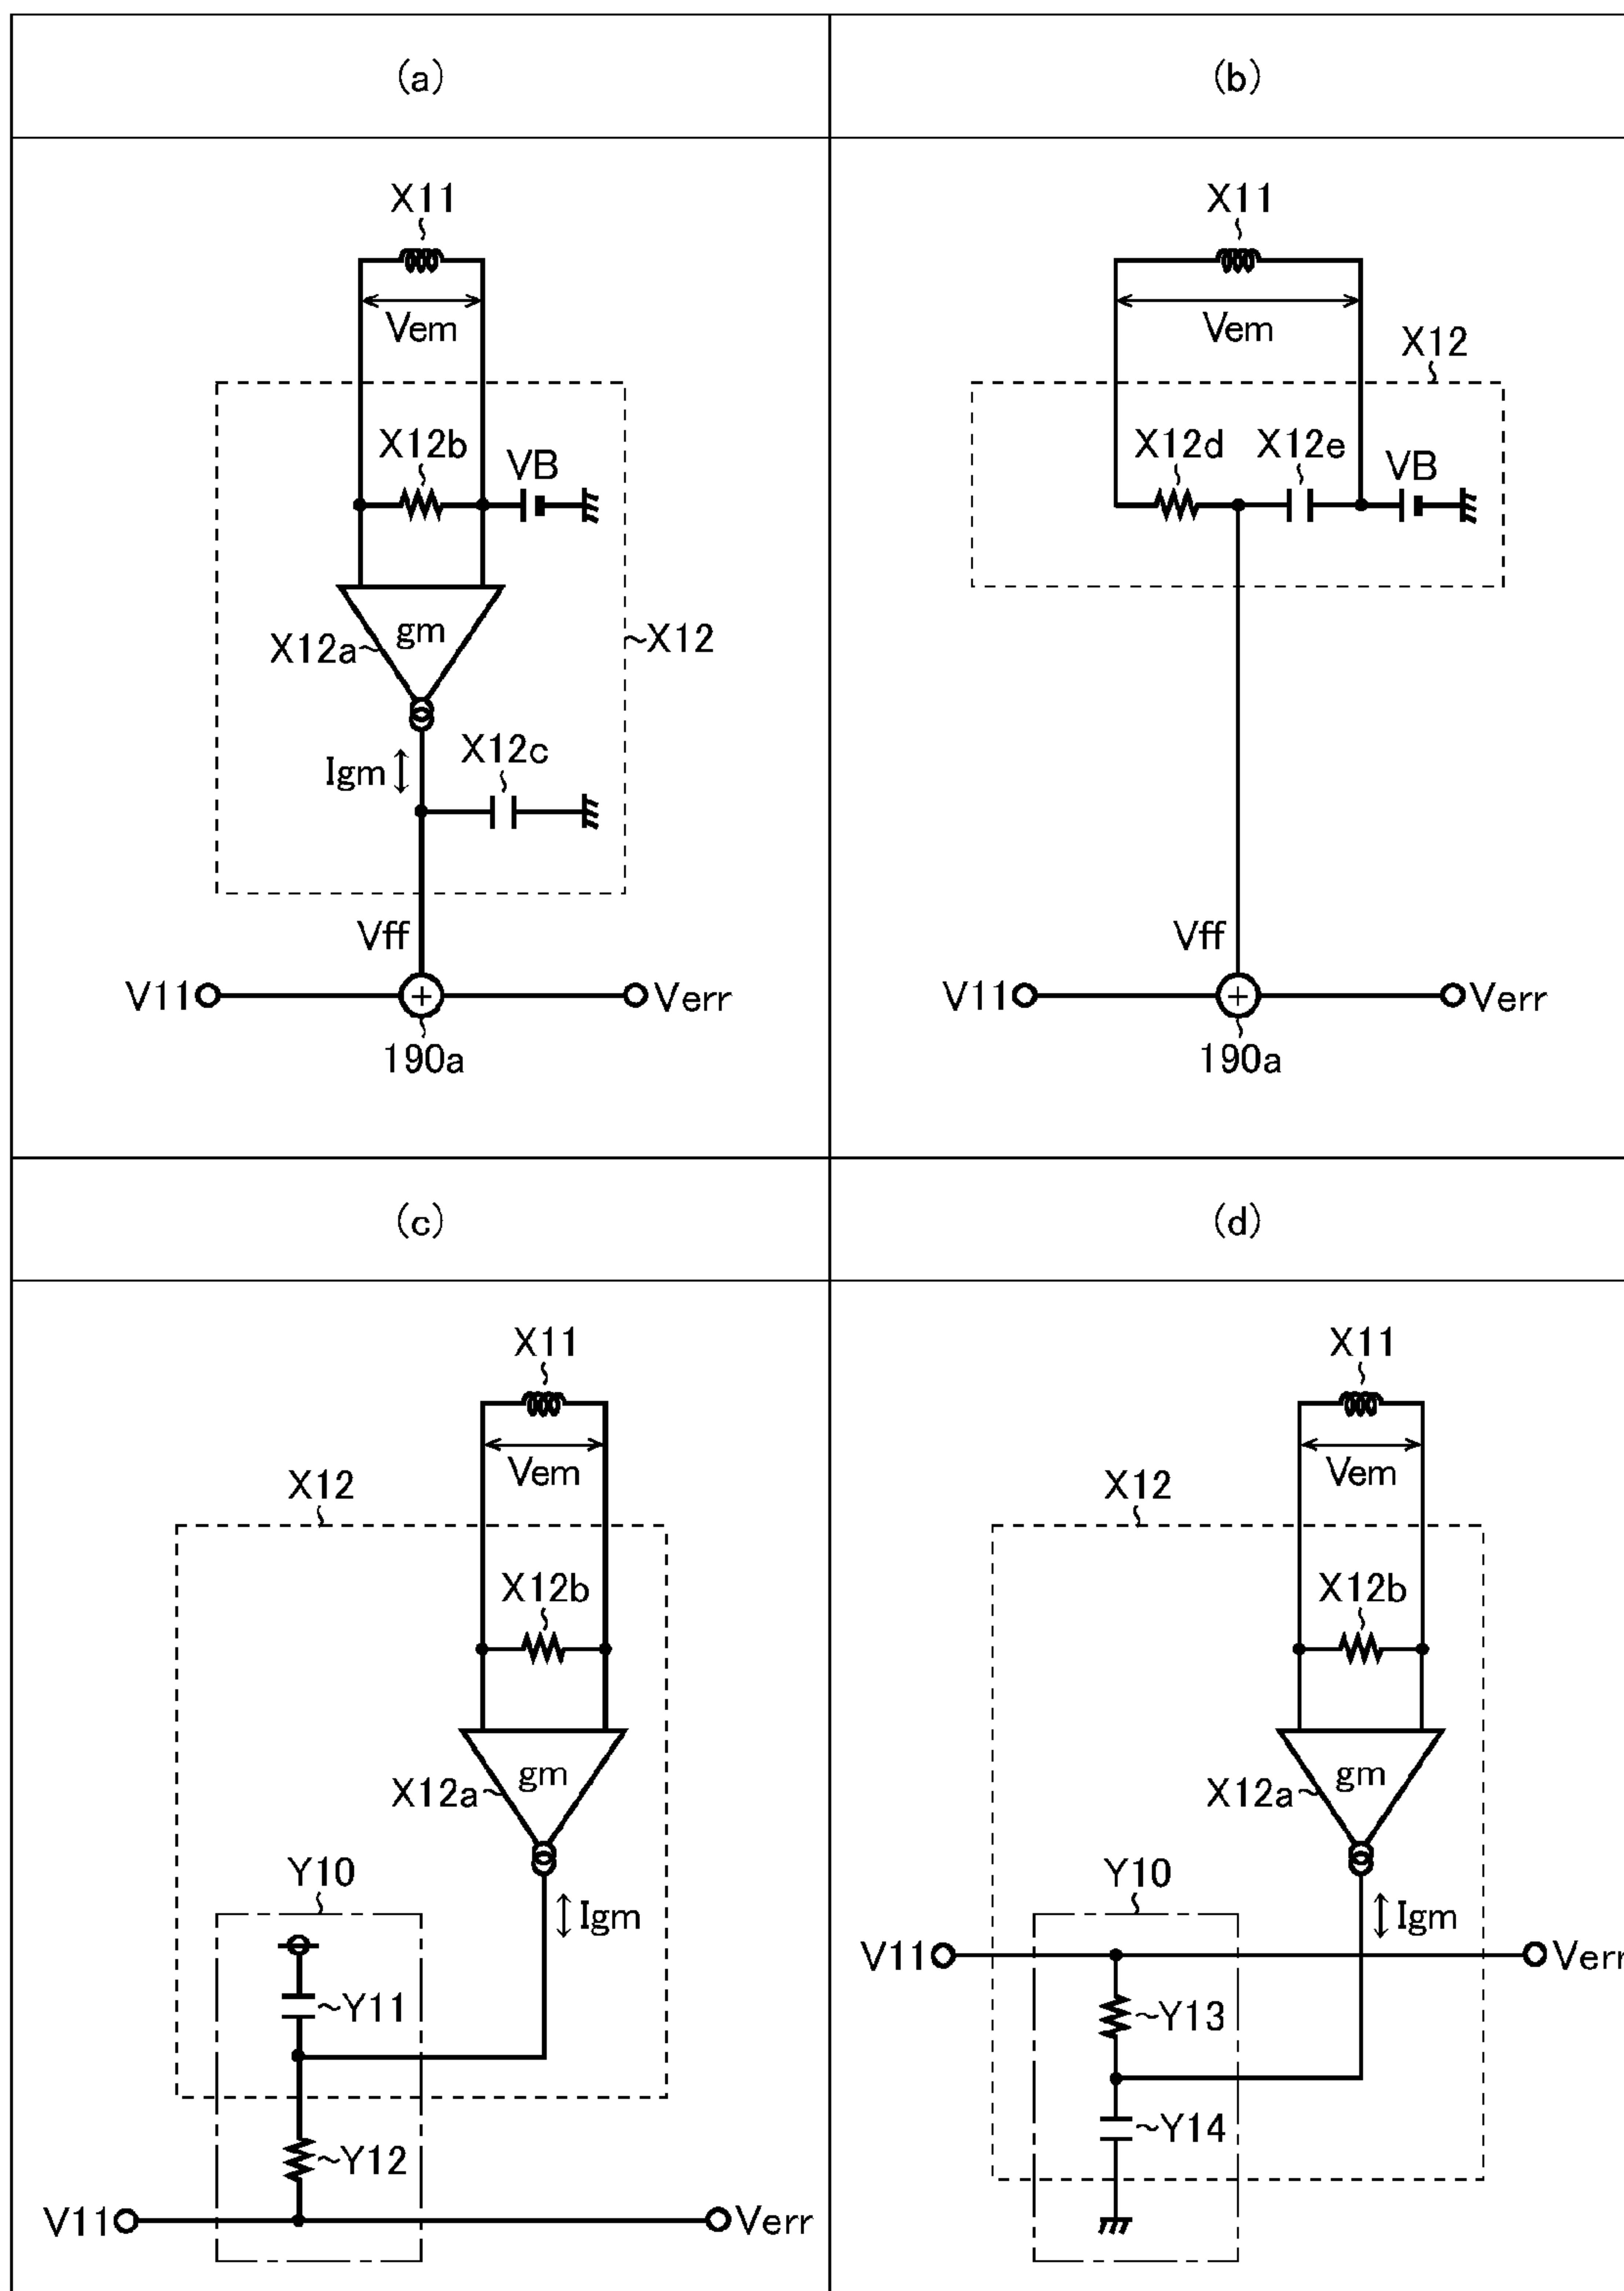 (a)
(b)
X11
Vem
X12b
VB
gm
X12a
X12
X12c
Igm
Vff
V11
+
Verr
190a
X11
Vem
X12
X12d
X12e
VB
Vff
V11
+
Verr
190a
(c)
(d)
X11
Vem
X12
X12b
gm
X12a
Y10
Igm
Y11
Y12
V11
Verr
X11
Vem
X12
X12b
gm
X12a
Y10
Igm
V11
Verr
Y13
Y14